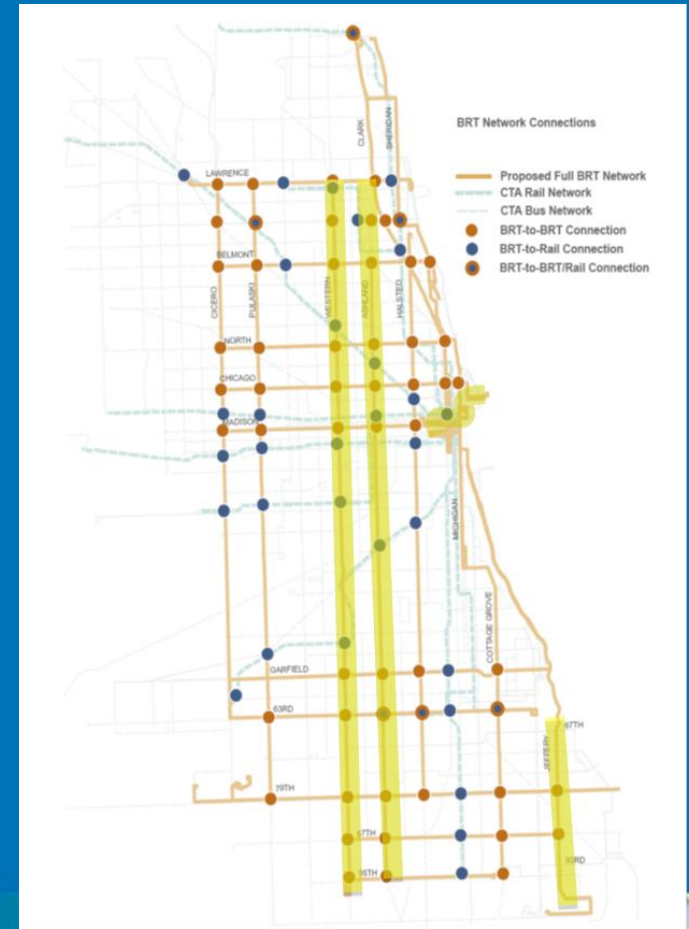 CLARK
SHERIDAN
BRT Network Connections
Proposed Full BRT Network
CTA Rail Network
CTA Bus Network
BRT-to-BRT Connection
BRT-to-Rail Connection
BRT-to-BRT/Rail Connection
LAWRENCE
BELMONT
CICERO
PULASKI
WESTERN
ASHLAND
HALSTED
NORTH
CHICAGO
MADISON
MICHIGAN
COTTAGE GROVE
GARFIELD
63RD
67TH
JEFFERY
79TH
87TH
93RD
95TH